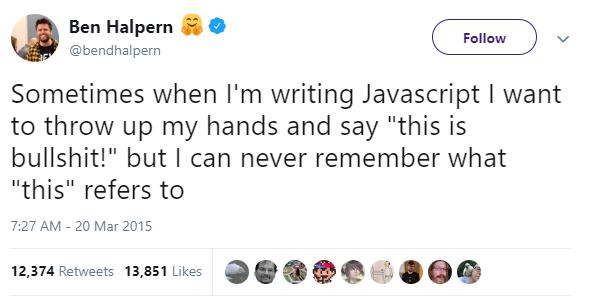 Ben Halpern 🤗
@bendhalpern
Follow
Sometimes when I'm writing Javascript I want
to throw up my hands and say "this is
bullshit!" but I can never remember what
"this" refers to
7:27 AM - 20 Mar 2015
12,374 Retweets 13,851 Likes